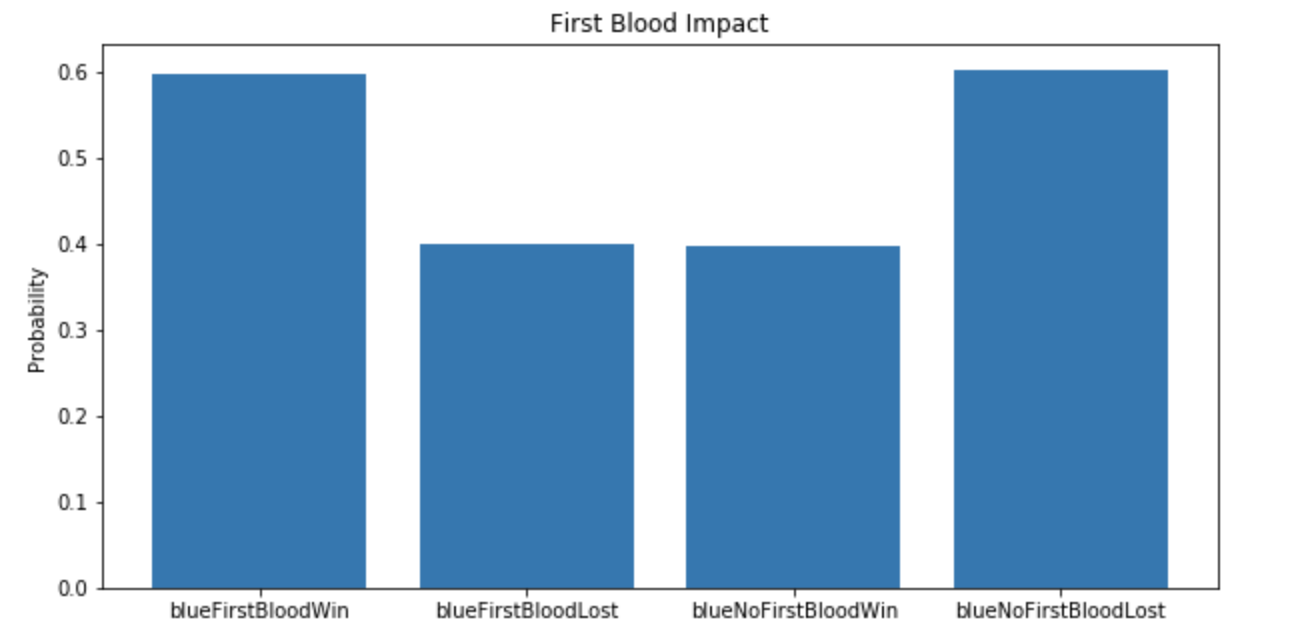 First Blood Impact
Probability
0.6
0.5
0.4
0.3
0.2
0.1
0.0
blueFirstBloodWin
blueFirstBloodLost
blueNoFirstBloodWin
blueNoFirstBloodLost